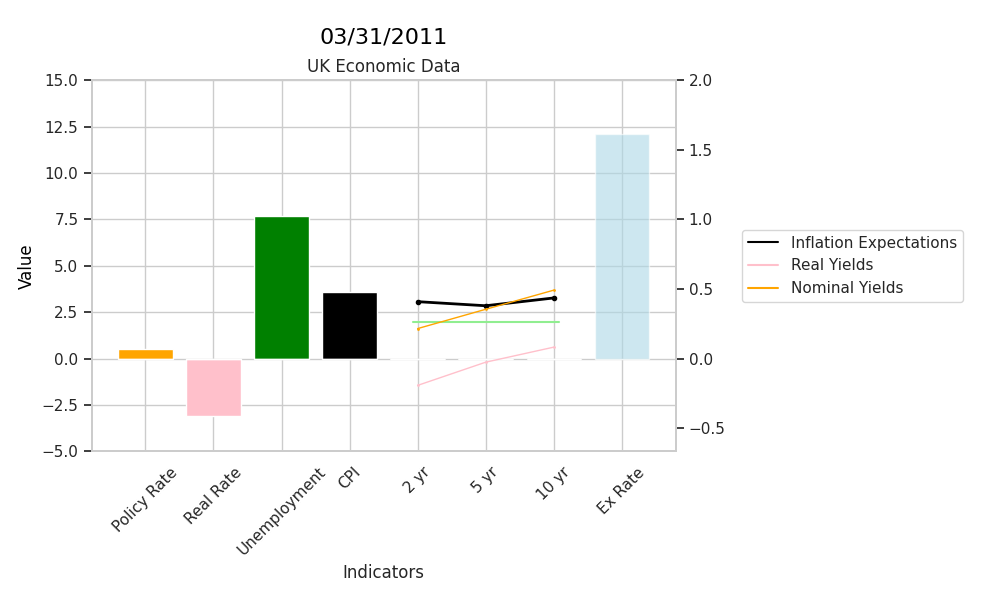 03/31/2011
UK Economic Data
15.0
12.5
10.0
7.5
5.0
2.5
0.0
−2.5
−5.0
Value
2.0
1.5
1.0
0.5
0.0
−0.5
Inflation Expectations
Real Yields
Nominal Yields
Policy Rate
Real Rate
Unemployment
CPI
2 yr
5 yr
10 yr
Ex Rate
Indicators